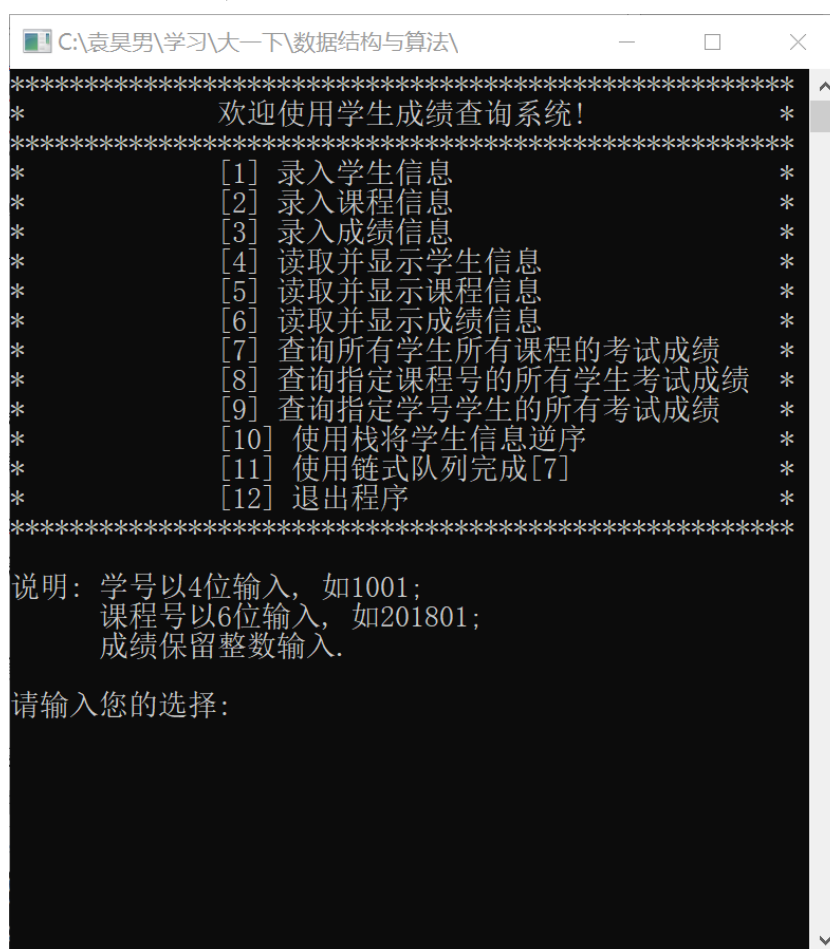 C:\袁昊男\学习\大一下\数据结构与算法\
*****************************************************
* 欢迎使用学生成绩查询系统! *
*****************************************************
* [1] 录入学生信息 *
* [2] 录入课程信息 *
* [3] 录入成绩信息 *
* [4] 读取并显示学生信息 *
* [5] 读取并显示课程信息 *
* [6] 读取并显示成绩信息 *
* [7] 查询所有学生所有课程的考试成绩 *
* [8] 查询指定课程号的所有学生考试成绩 *
* [9] 查询指定学号学生的所有考试成绩 *
* [10] 使用栈将学生信息逆序 *
* [11] 使用链式队列完成[7] *
* [12] 退出程序 *
*****************************************************
说明: 学号以4位输入, 如1001;
课程号以6位输入, 如201801;
成绩保留整数输入.
请输入您的选择: